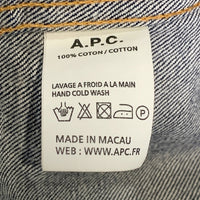 A.P.C.
100% COTON / COTTON
LAVAGE A FROID A LA MAIN
HAND COLD WASH
MADE IN MACAU
WEB : WWW.APC.FR